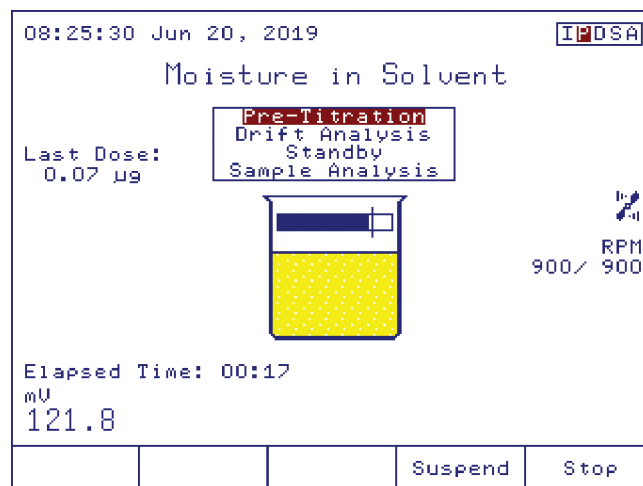 08:25:30 Jun 20, 2019 IPDSA
Moisture in Solvent
Pre-Titration
Drift Analysis
Standby
Sample Analysis
Last Dose:
0.07 µg
RPM
900/ 900
Elapsed Time: 00:17
mV
121.8
Suspend Stop